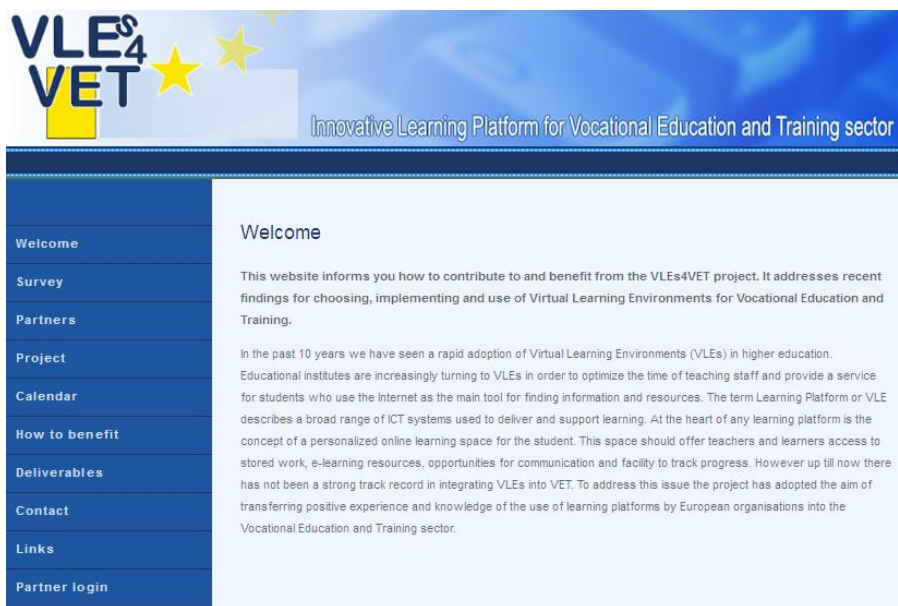 VLEs4
VET
Innovative Learning Platform for Vocational Education and Training sector
Welcome
Survey
Partners
Project
Calendar
How to benefit
Deliverables
Contact
Links
Partner login
Welcome
This website informs you how to contribute to and benefit from the VLEs4VET project. It addresses recent
findings for choosing, implementing and use of Virtual Learning Environments for Vocational Education and
Training.
In the past 10 years we have seen a rapid adoption of Virtual Learning Environments (VLEs) in higher education.
Educational institutes are increasingly turning to VLEs in order to optimize the time of teaching staff and provide a service
for students who use the Internet as the main tool for finding information and resources. The term Learning Platform or VLE
describes a broad range of ICT systems used to deliver and support learning. At the heart of any learning platform is the
concept of a personalized online learning space for the student. This space should offer teachers and learners access to
stored work, e-learning resources, opportunities for communication and facility to track progress. However up till now there
has not been a strong track record in integrating VLEs into VET. To address this issue the project has adopted the aim of
transferring positive experience and knowledge of the use of learning platforms by European organisations into the
Vocational Education and Training sector.